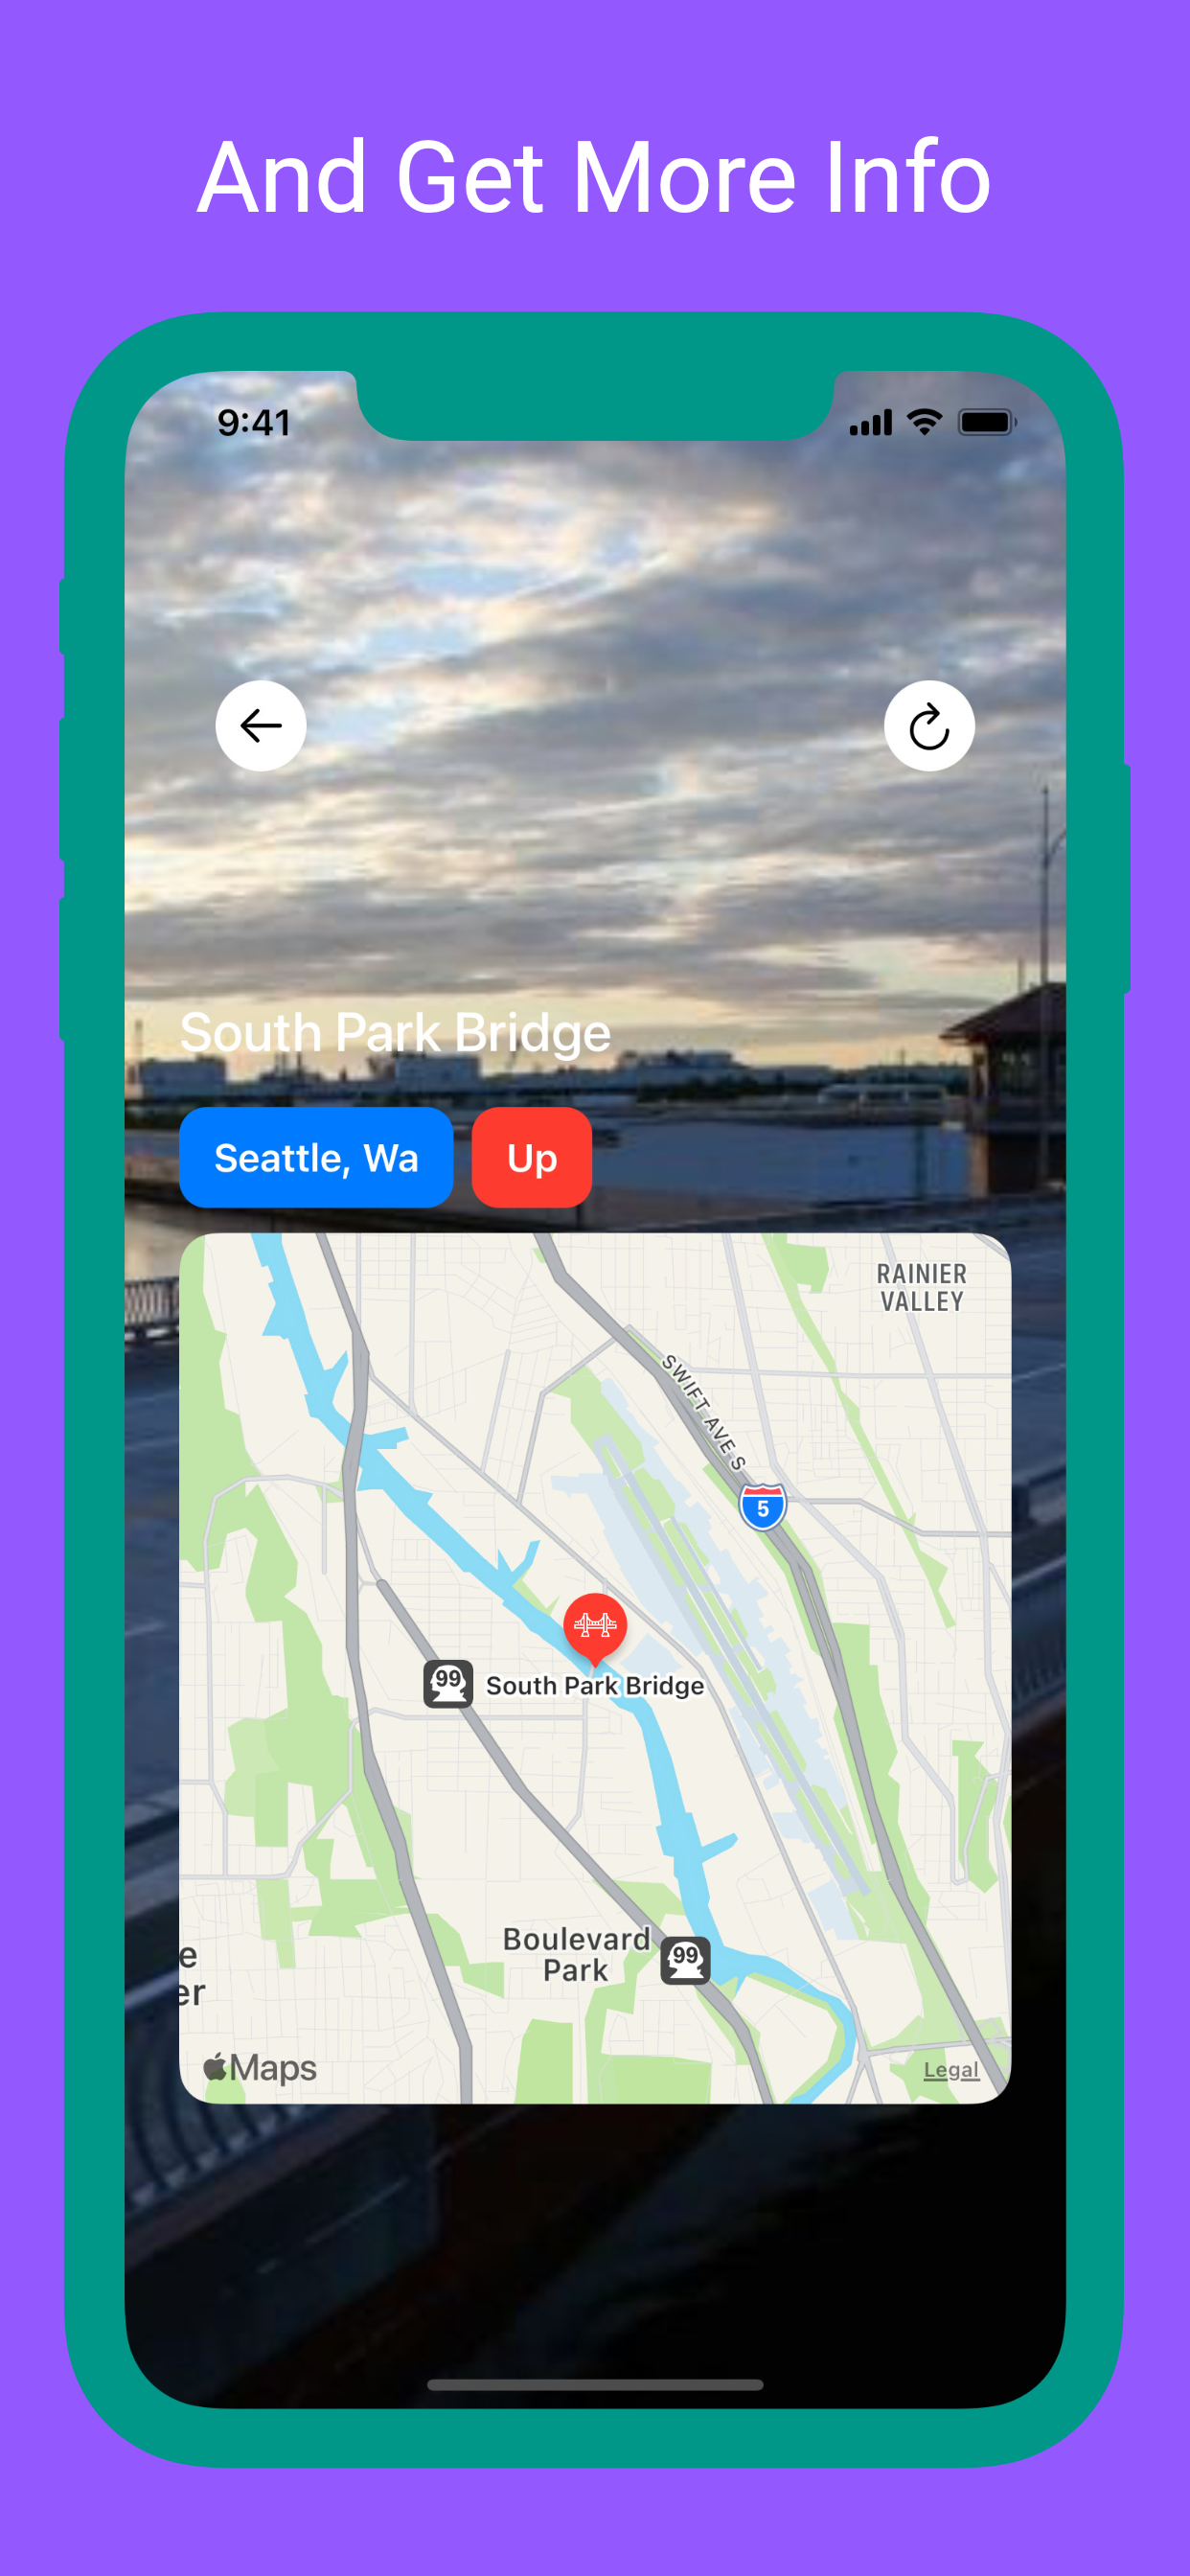 And Get More Info
9:41
South Park Bridge
Seattle, Wa
Up
RAINIER
VALLEY
SWIFT AVE S
5
99
South Park Bridge
Boulevard
Park
99
e
er
Maps
Legal